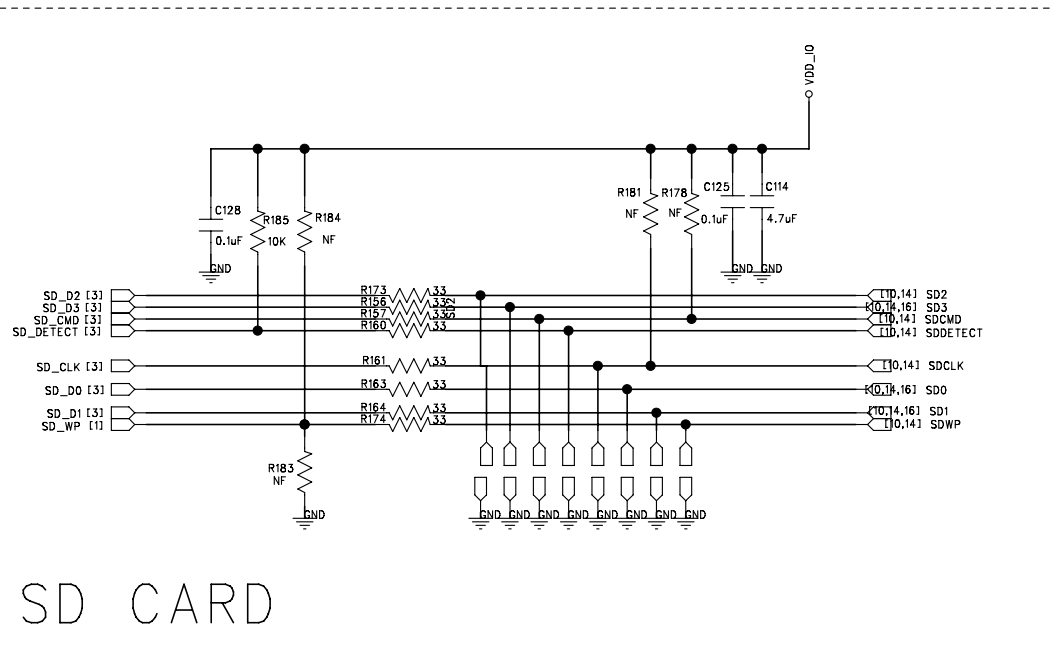 VDD_IO
C128
0.1uF
GND
R185
10K
R184
NF
R181
NF
R178
NF
C125
0.1uF
C114
4.7uF
GND
GND
SD_D2 [3]
R173
33
[10,14] SD2
SD_D3 [3]
R156
33
[10,14,16] SD3
SD_CMD [3]
R157
33
[10,14] SDCMD
SD_DETECT [3]
R160
33
[10,14] SDDETECT
SD2
SD_CLK [3]
R161
33
[10,14] SDCLK
SD_D0 [3]
R163
33
[10,14,16] SD0
SD_D1 [3]
R164
33
[10,14,16] SD1
SD_WP [1]
R174
33
[10,14] SDWP
R183
NF
GND
GND
GND
GND
GND
GND
GND
GND
GND
SD CARD